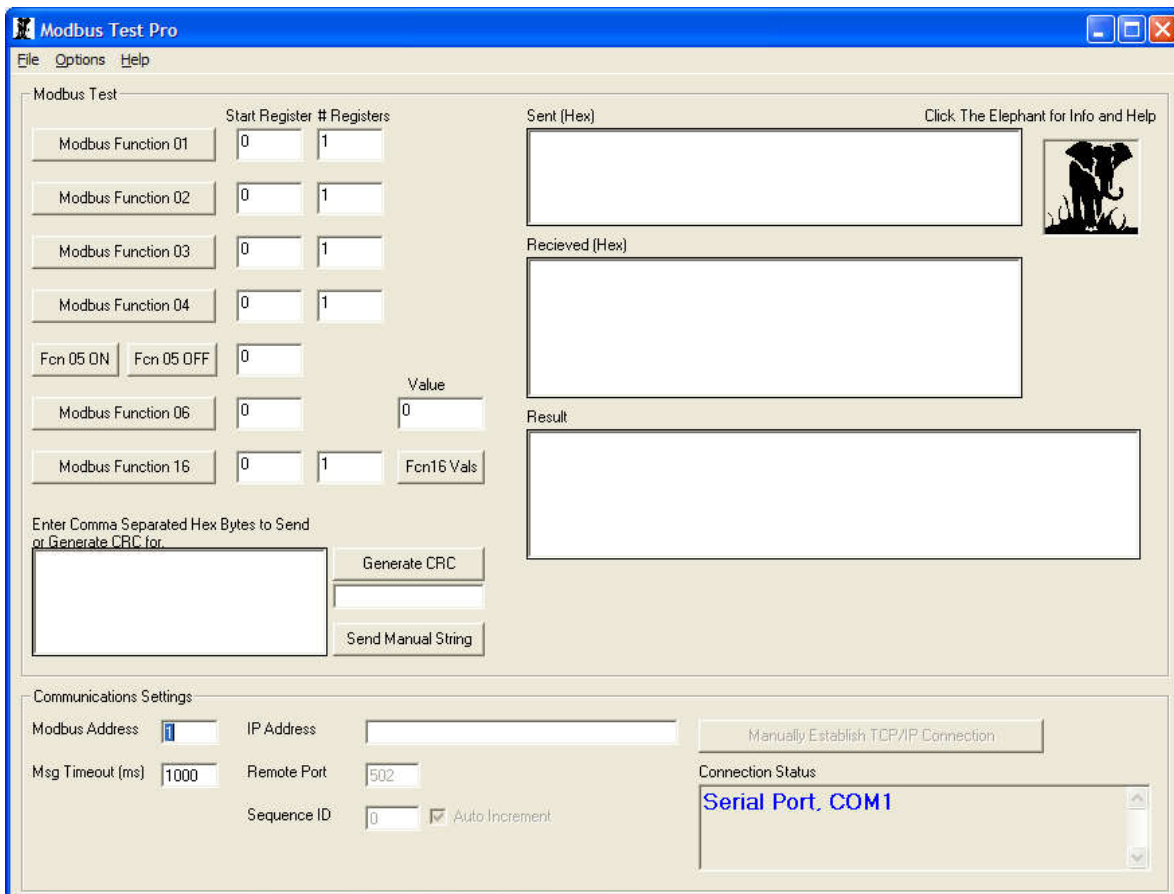 Modbus Test Pro
File Options Help
Modbus Test
Start Register # Registers
Modbus Function 01 0 1
Modbus Function 02 0 1
Modbus Function 03 0 1
Modbus Function 04 0 1
Fcn 05 ON Fcn 05 OFF 0
Value
Modbus Function 06 0 0
Modbus Function 16 0 1 Fcn16 Vals
Enter Comma Separated Hex Bytes to Send
or Generate CRC for.
Generate CRC
Send Manual String
Sent (Hex) Click The Elephant for Info and Help
Recieved (Hex)
Result
Communications Settings
Modbus Address 1 IP Address Manually Establish TCP/IP Connection
Msg Timeout (ms) 1000 Remote Port 502 Connection Status
Serial Port, COM1
Sequence ID 0 Auto Increment